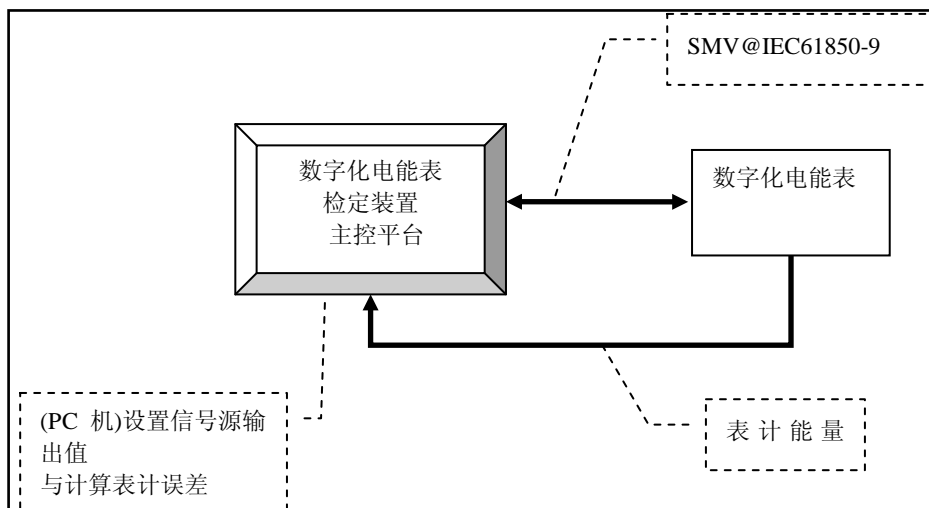 SMV@IEC61850-9
数字化电能表
检定装置
主控平台
数字化电能表
(PC 机)设置信号源输
出值
与计算表计误差
表计能量